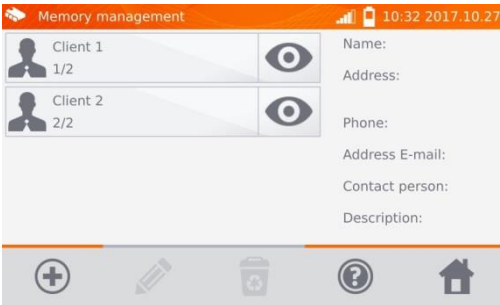 Memory management
10:32 2017.10.27
Client 1
1/2
Client 2
2/2
Name:
Address:
Phone:
Address E-mail:
Contact person:
Description: